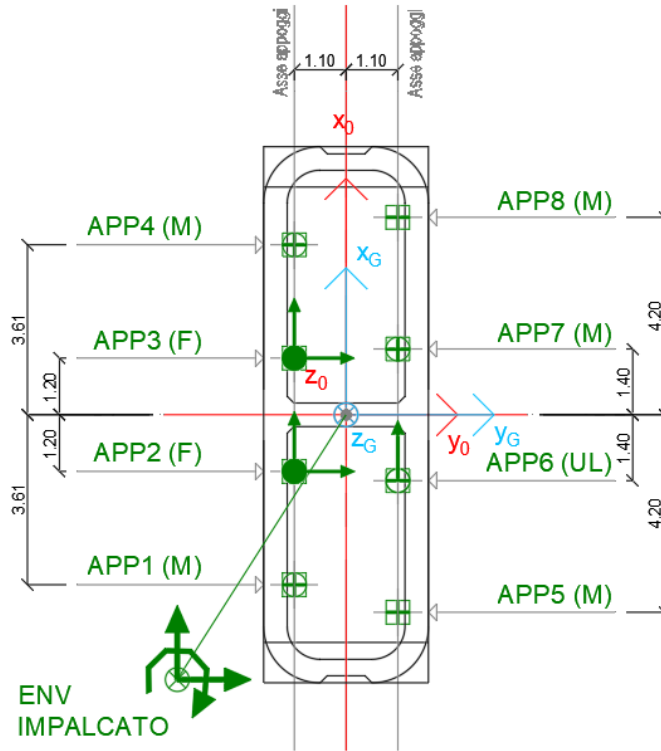 Asse appoggi
Asse appoggi
1.10 1.10
x0
APP4 (M)
APP8 (M)
xG
3.61
4.20
APP3 (F)
APP7 (M)
1.20
1.40
z0
zG
y0
yG
1.20
1.40
APP2 (F)
APP6 (UL)
3.61
4.20
APP1 (M)
APP5 (M)
ENV
IMPALCATO